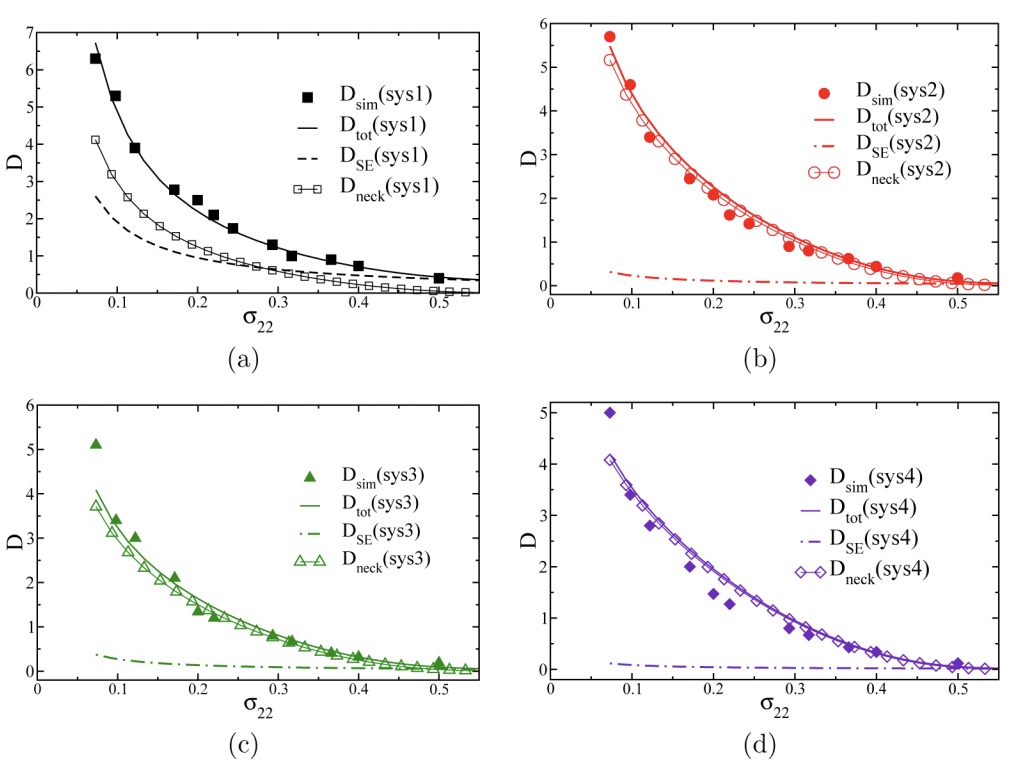 7
6
5
4
3
2
1
0
D
D_sim(sys1)
D_tot(sys1)
D_SE(sys1)
D_neck(sys1)
0 0.1 0.2 0.3 0.4 0.5
σ_22
(a)
6
5
4
3
2
1
0
D
D_sim(sys2)
D_tot(sys2)
D_SE(sys2)
D_neck(sys2)
0 0.1 0.2 0.3 0.4 0.5
σ_22
(b)
6
5
4
3
2
1
0
D
D_sim(sys3)
D_tot(sys3)
D_SE(sys3)
D_neck(sys3)
0 0.1 0.2 0.3 0.4 0.5
σ_22
(c)
5
4
3
2
1
0
D
D_sim(sys4)
D_tot(sys4)
D_SE(sys4)
D_neck(sys4)
0 0.1 0.2 0.3 0.4 0.5
σ_22
(d)